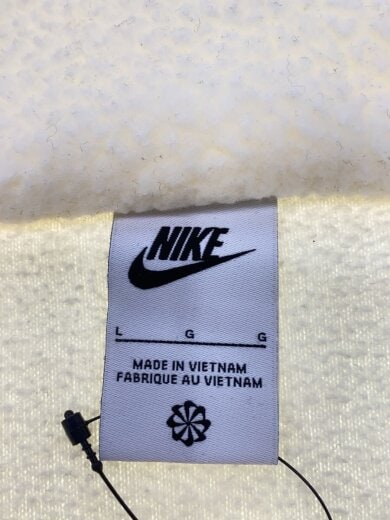 NIKE
L G G
MADE IN VIETNAM
FABRIQUE AU VIETNAM